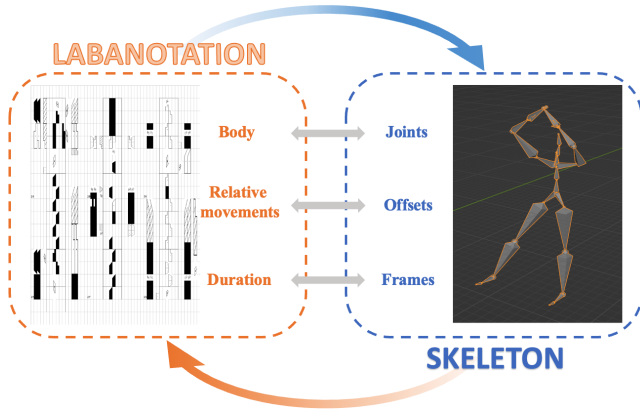 LABANOTATION
Body
Joints
Relative
movements
Offsets
Duration
Frames
SKELETON